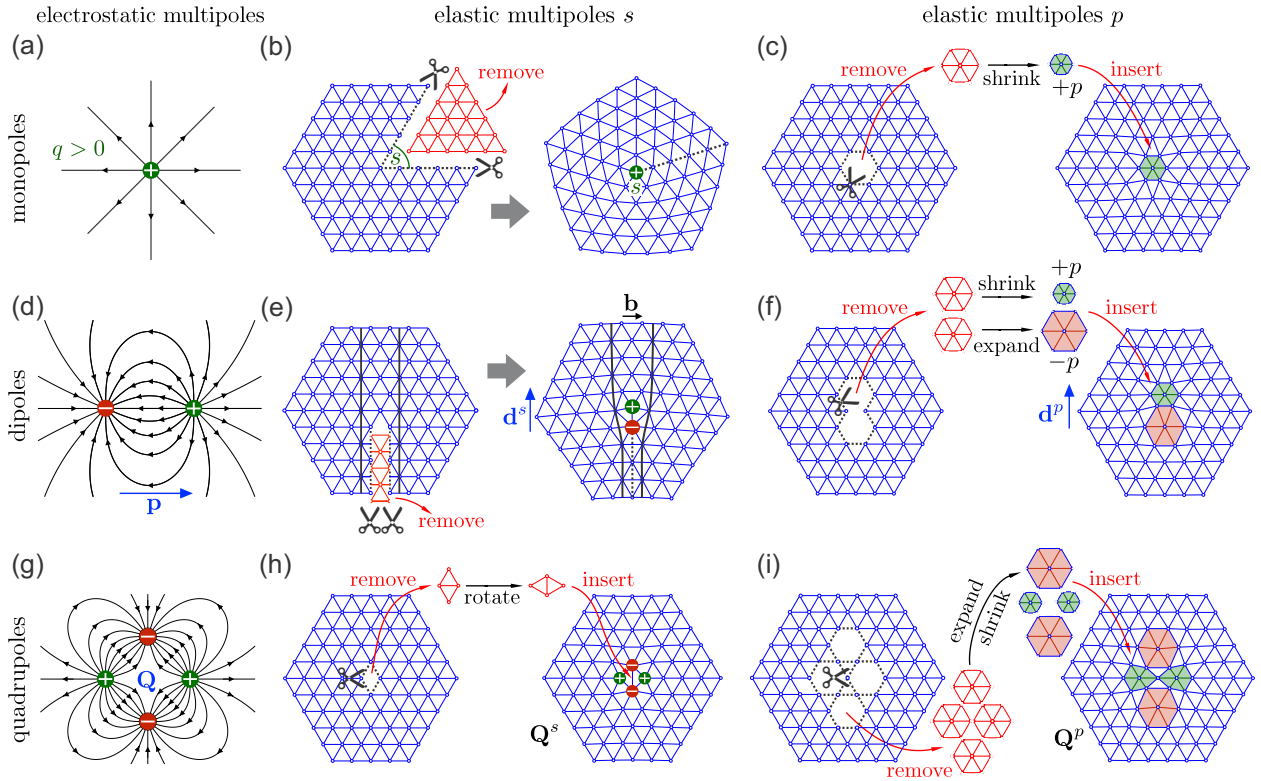 electrostatic multipoles
elastic multipoles s
elastic multipoles p
monopoles
(a)
q > 0
+
(b)
remove
s
+
s
(c)
remove
shrink
+p
insert
dipoles
(d)
−
+
p
(e)
remove
b
d^s
+
−
(f)
remove
shrink
expand
+p
−p
insert
d^p
quadrupoles
(g)
−
+
Q
+
−
(h)
remove
rotate
insert
−
+
+
−
Q^s
(i)
remove
expand
shrink
insert
Q^p